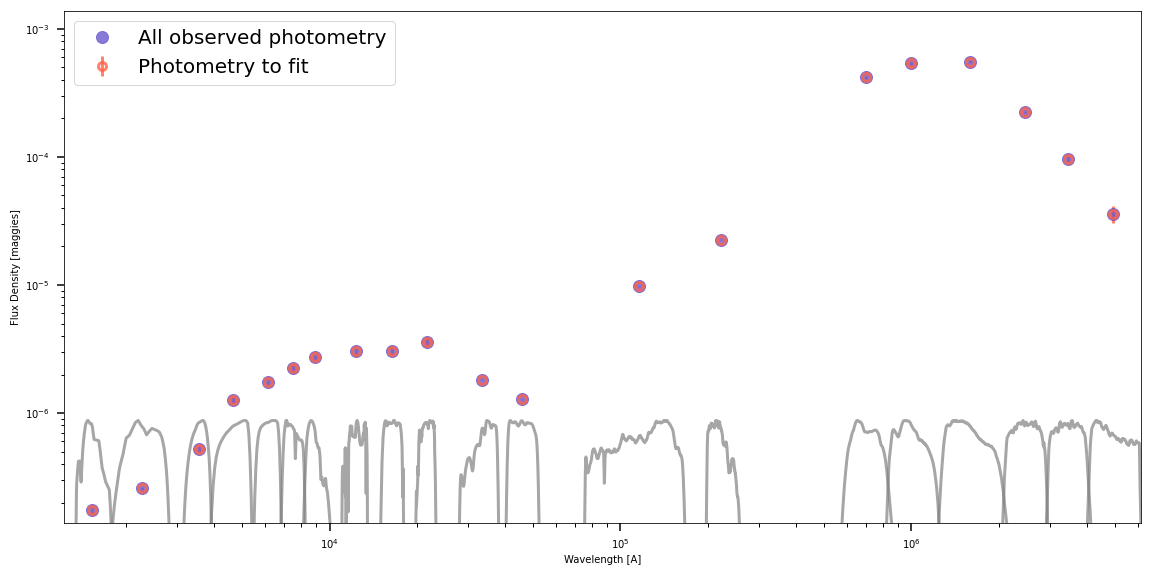 All observed photometry
Photometry to fit
10⁻³
10⁻⁴
10⁻⁵
10⁻⁶
Flux Density [maggies]
10⁴
10⁵
10⁶
Wavelength [A]